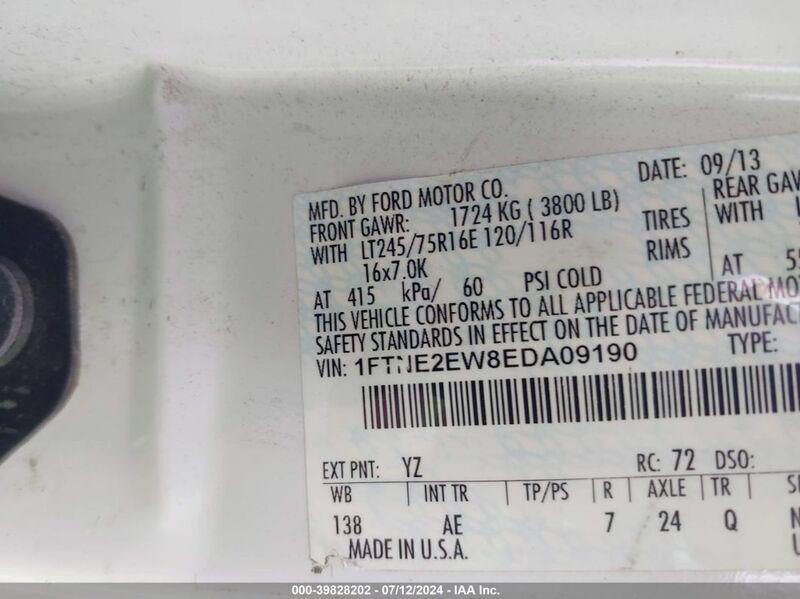 DATE: 09/13
MFD. BY FORD MOTOR CO.
FRONT GAWR: 1724 KG ( 3800 LB) REAR GAW
WITH LT245/75R16E 120/116R TIRES WITH
16x7.0K RIMS
AT 415 kPa/ 60 PSI COLD AT 55
THIS VEHICLE CONFORMS TO ALL APPLICABLE FEDERAL MO
SAFETY STANDARDS IN EFFECT ON THE DATE OF MANUFAC
VIN: 1FTNE2EW8EDA09190 TYPE:
EXT PNT: YZ RC: 72 DSO:
WB INT TR TP/PS R AXLE TR
138 AE 7 24 Q
MADE IN U.S.A.
000-39828202 - 07/12/2024 - IAA Inc.